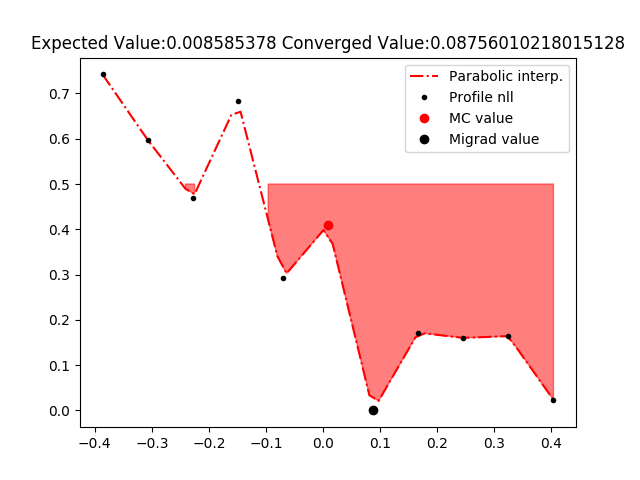 Expected Value:0.008585378 Converged Value:0.08756010218015128
Parabolic interp.
Profile nll
MC value
Migrad value
0.7
0.6
0.5
0.4
0.3
0.2
0.1
0.0
−0.4 −0.3 −0.2 −0.1 0.0 0.1 0.2 0.3 0.4